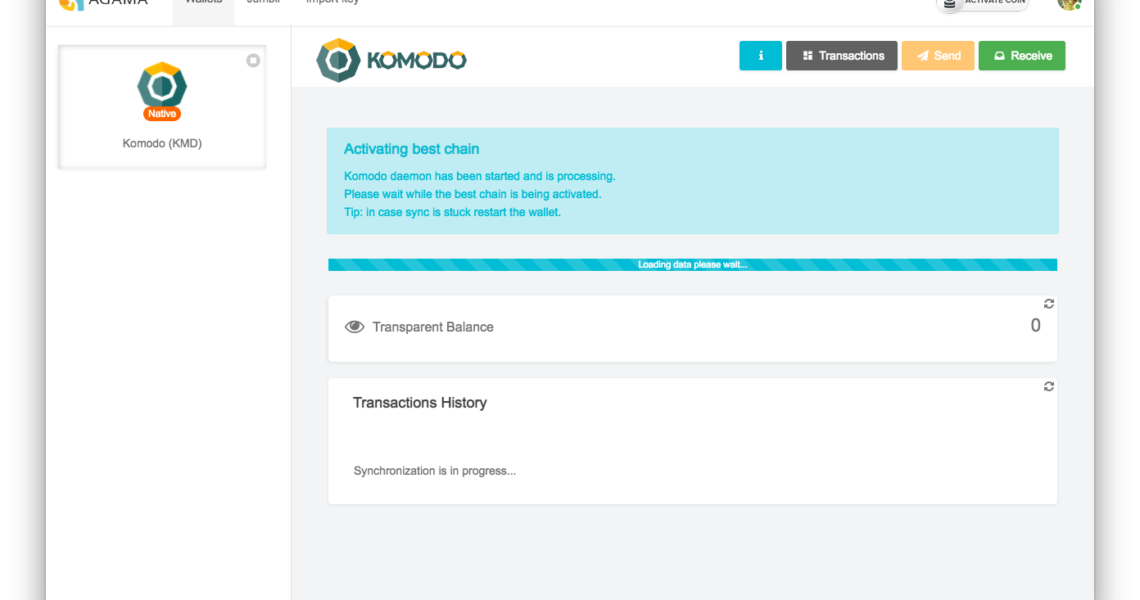 AGAMA
Wallets
Jumblr
Import key
ACTIVATE COIN
KOMODO
i
Transactions
Send
Receive
Native
Komodo (KMD)
Activating best chain
Komodo daemon has been started and is processing.
Please wait while the best chain is being activated.
Tip: in case sync is stuck restart the wallet.
Loading data please wait...
Transparent Balance
0
Transactions History
Synchronization is in progress...